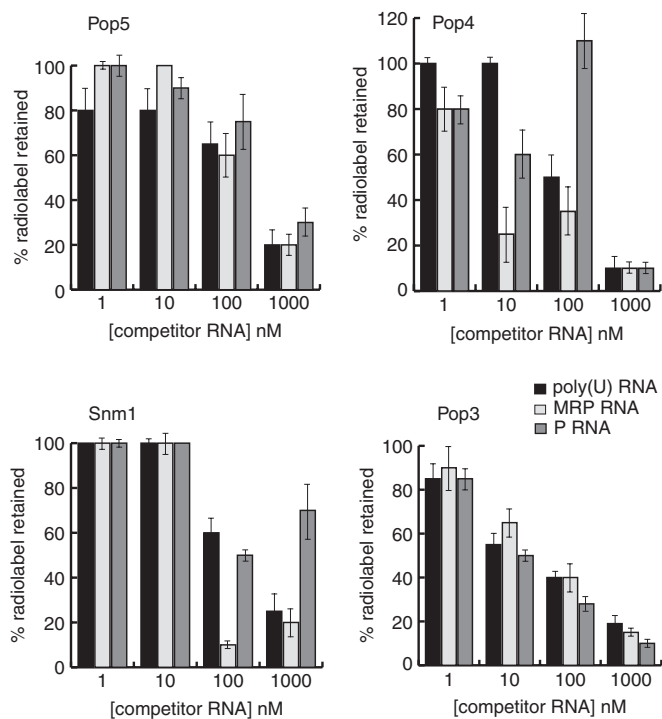 Pop5
% radiolabel retained
100
80
60
40
20
0
1 10 100 1000
[competitor RNA] nM
Pop4
% radiolabel retained
120
100
80
60
40
20
0
1 10 100 1000
[competitor RNA] nM
Snm1
% radiolabel retained
100
80
60
40
20
0
1 10 100 1000
[competitor RNA] nM
Pop3
poly(U) RNA
MRP RNA
P RNA
% radiolabel retained
100
80
60
40
20
0
1 10 100 1000
[competitor RNA] nM